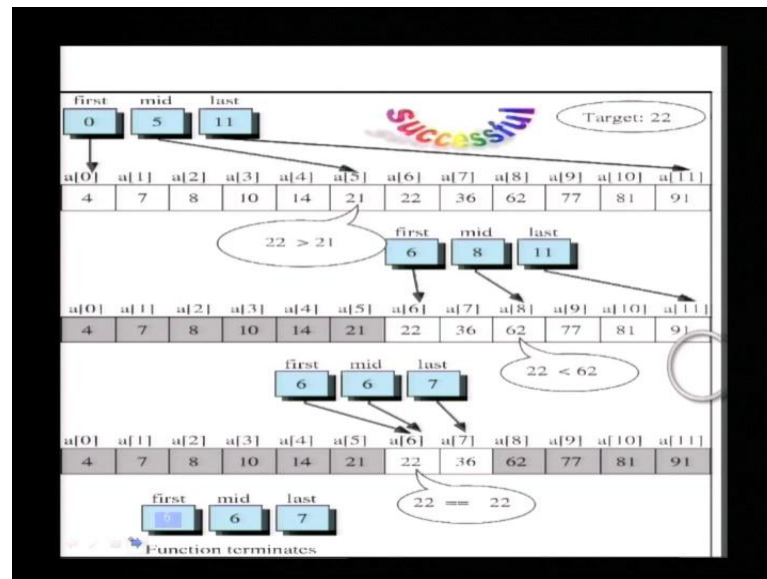 first mid last
0 5 11
Successful
Target: 22
a[0] a[1] a[2] a[3] a[4] a[5] a[6] a[7] a[8] a[9] a[10] a[11]
4 7 8 10 14 21 22 36 62 77 81 91
22 > 21
first mid last
6 8 11
a[0] a[1] a[2] a[3] a[4] a[5] a[6] a[7] a[8] a[9] a[10] a[11]
4 7 8 10 14 21 22 36 62 77 81 91
22 < 62
first mid last
6 6 7
a[0] a[1] a[2] a[3] a[4] a[5] a[6] a[7] a[8] a[9] a[10] a[11]
4 7 8 10 14 21 22 36 62 77 81 91
22 == 22
first mid last
6 6 7
Function terminates